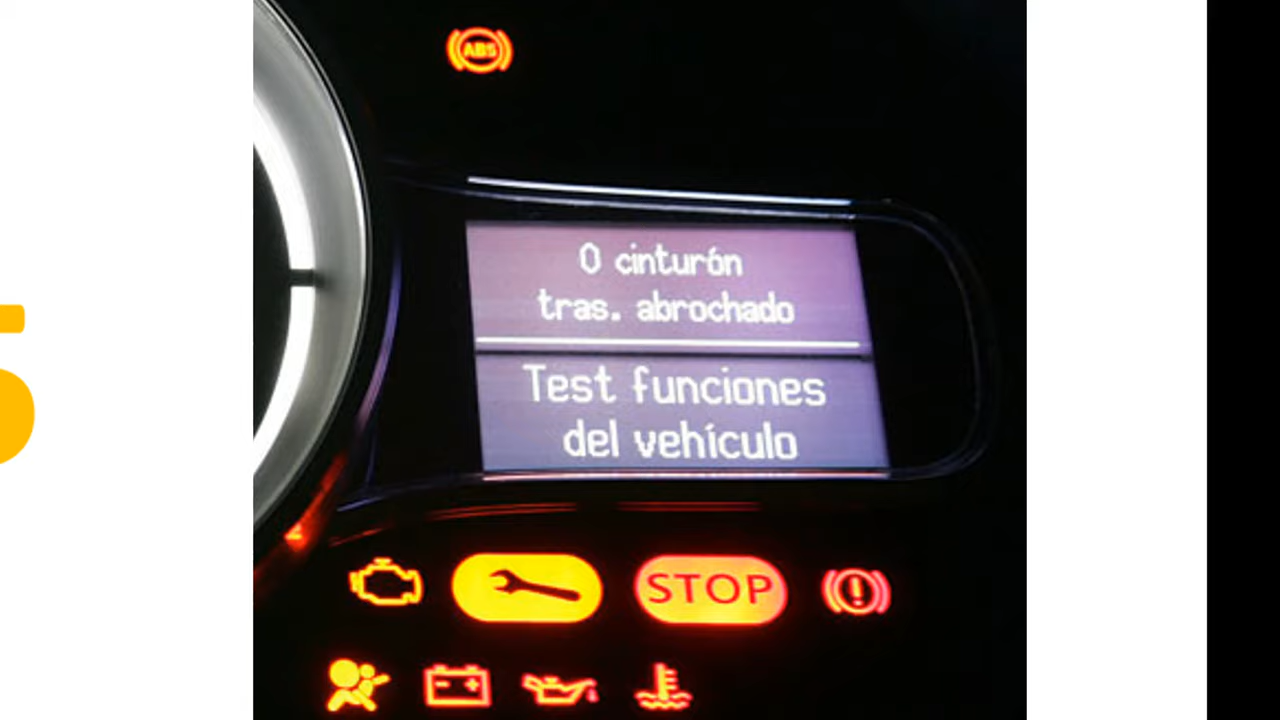 ABS
0 cinturón
tras. abrochado
Test funciones
del vehículo
STOP